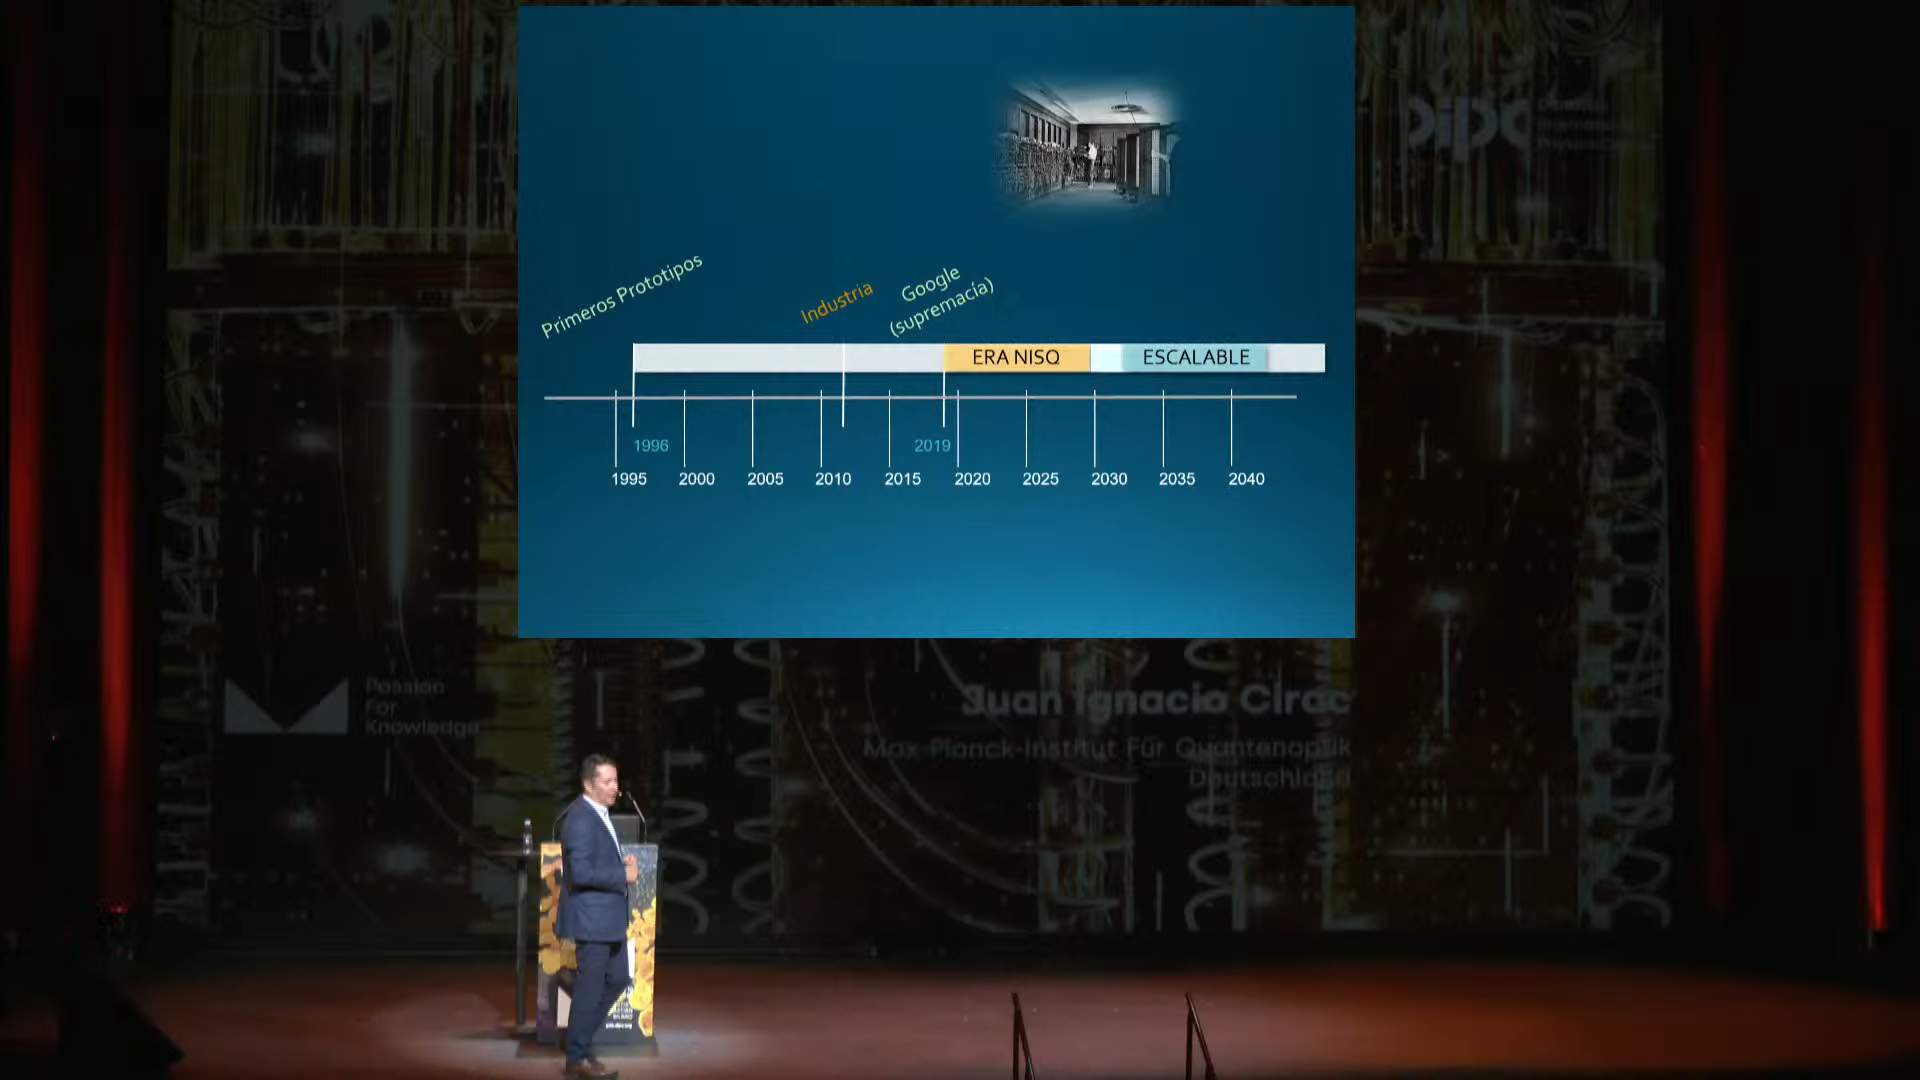 Primeros Prototipos
Industria
Google
(supremacía)
ERA NISQ
ESCALABLE
1996
2019
1995
2000
2005
2010
2015
2020
2025
2030
2035
2040
dipc
Passion
For
Knowledge
Juan Ignacio Cirac
Max-Planck-Institut Für Quantenoptik
Deutschland